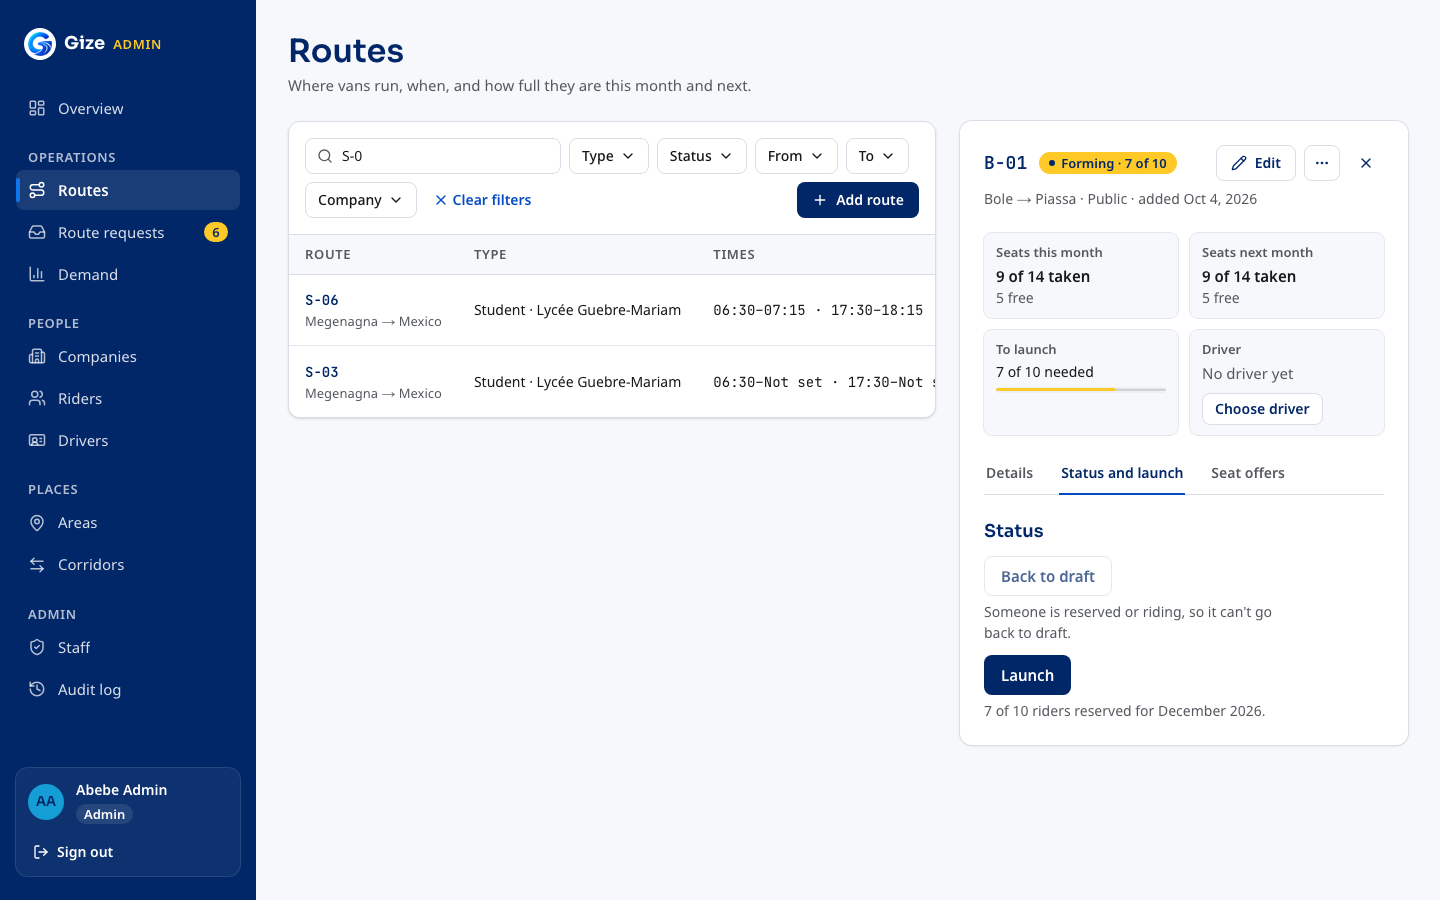 Gize ADMIN
Overview
OPERATIONS
Routes
Route requests 6
Demand
PEOPLE
Companies
Riders
Drivers
PLACES
Areas
Corridors
ADMIN
Staff
Audit log
AA Abebe Admin
Admin
Sign out
Routes
Where vans run, when, and how full they are this month and next.
S-0 Type Status From To
Company Clear filters Add route
ROUTE TYPE TIMES
S-06
Megenagna → Mexico
Student · Lycée Guebre-Mariam
06:30–07:15 · 17:30–18:15
S-03
Megenagna → Mexico
Student · Lycée Guebre-Mariam
06:30–Not set · 17:30–Not
B-01 Forming · 7 of 10 Edit
Bole → Piassa · Public · added Oct 4, 2026
Seats this month
9 of 14 taken
5 free
Seats next month
9 of 14 taken
5 free
To launch
7 of 10 needed
Driver
No driver yet
Choose driver
Details Status and launch Seat offers
Status
Back to draft
Someone is reserved or riding, so it can't go
back to draft.
Launch
7 of 10 riders reserved for December 2026.